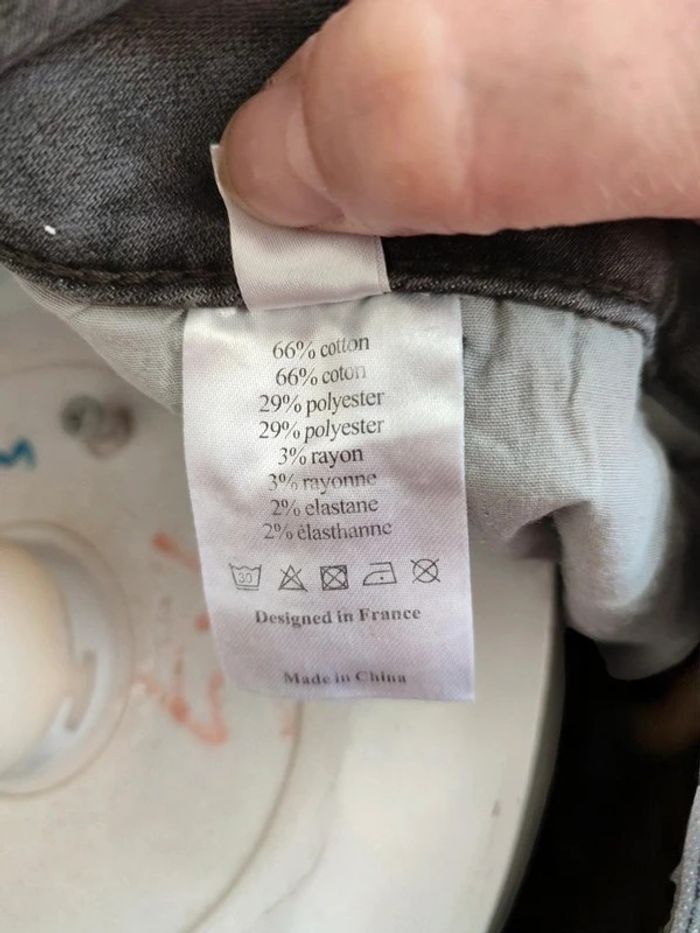 66% cotton
66% coton
29% polyester
29% polyester
3% rayon
3% rayonne
2% elastane
2% élasthanne
30
Designed in France
Made in China